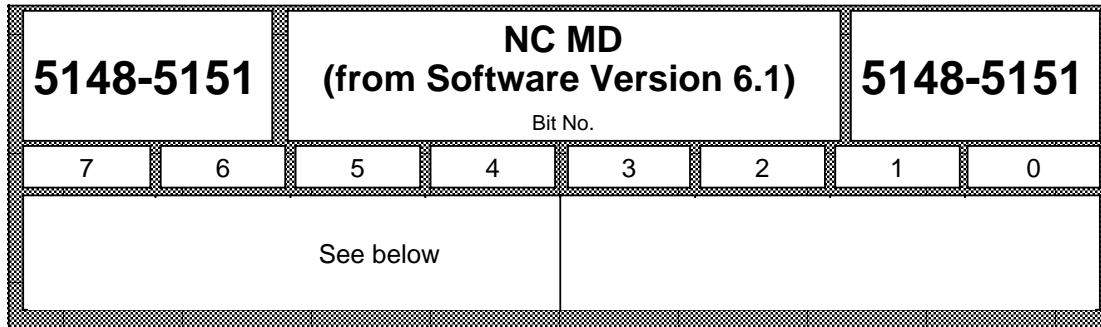 5148-5151
NC MD
(from Software Version 6.1)
Bit No.
5148-5151
7 6 5 4 3 2 1 0
See below